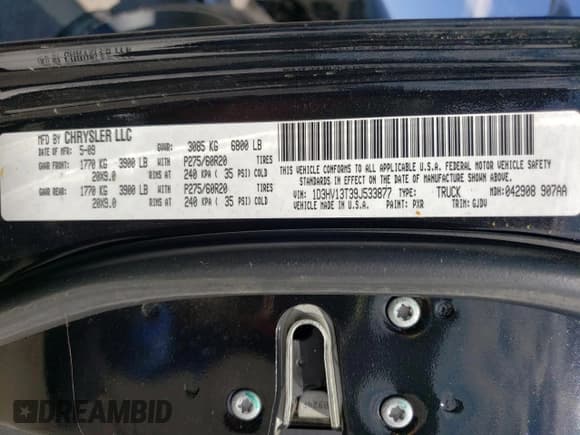 MFD BY CHRYSLER LLC
DATE OF MFR: 5-09 GVWR: 3085 KG 6800 LB
GAWR FRONT: 1770 KG 3900 LB WITH P275/60R20 TIRES
20X9.0 RIMS AT 240 KPA ( 35 PSI) COLD
GAWR REAR: 1770 KG 3900 LB WITH P275/60R20 TIRES
20X9.0 RIMS AT 240 KPA ( 35 PSI) COLD
THIS VEHICLE CONFORMS TO ALL APPLICABLE U.S.A. FEDERAL MOTOR VEHICLE SAFETY
STANDARDS IN EFFECT ON THE DATE OF MANUFACTURE SHOWN ABOVE.
VIN: 1D3HV13T39J533877 TYPE: TRUCK MDH: 042908 907AA
VEHICLE MADE IN U.S.A. PAINT: PXR TRIM: GJDV
DREAMBID